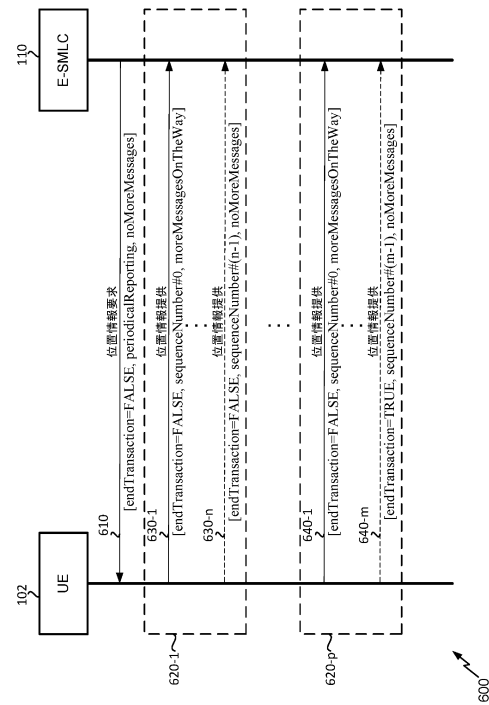 102
UE
110
E-SMLC
610
位置情報要求
[endTransaction=FALSE, periodicalReporting, noMoreMessages]
620-1
630-1
位置情報提供
[endTransaction=FALSE, sequenceNumber#0, moreMessagesOnTheWay]
630-n
位置情報提供
[endTransaction=FALSE, sequenceNumber#(n-1), noMoreMessages]
620-p
640-1
位置情報提供
[endTransaction=FALSE, sequenceNumber#0, moreMessagesOnTheWay]
640-m
位置情報提供
[endTransaction=TRUE, sequenceNumber#(m-1), noMoreMessages]
600